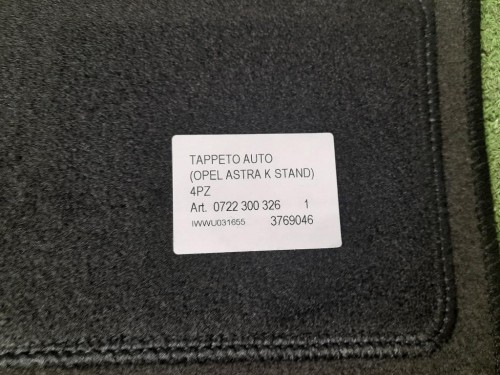 TAPPETO AUTO
(OPEL ASTRA K STAND)
4PZ
Art. 0722 300 326 1
IWWU031655 3769046